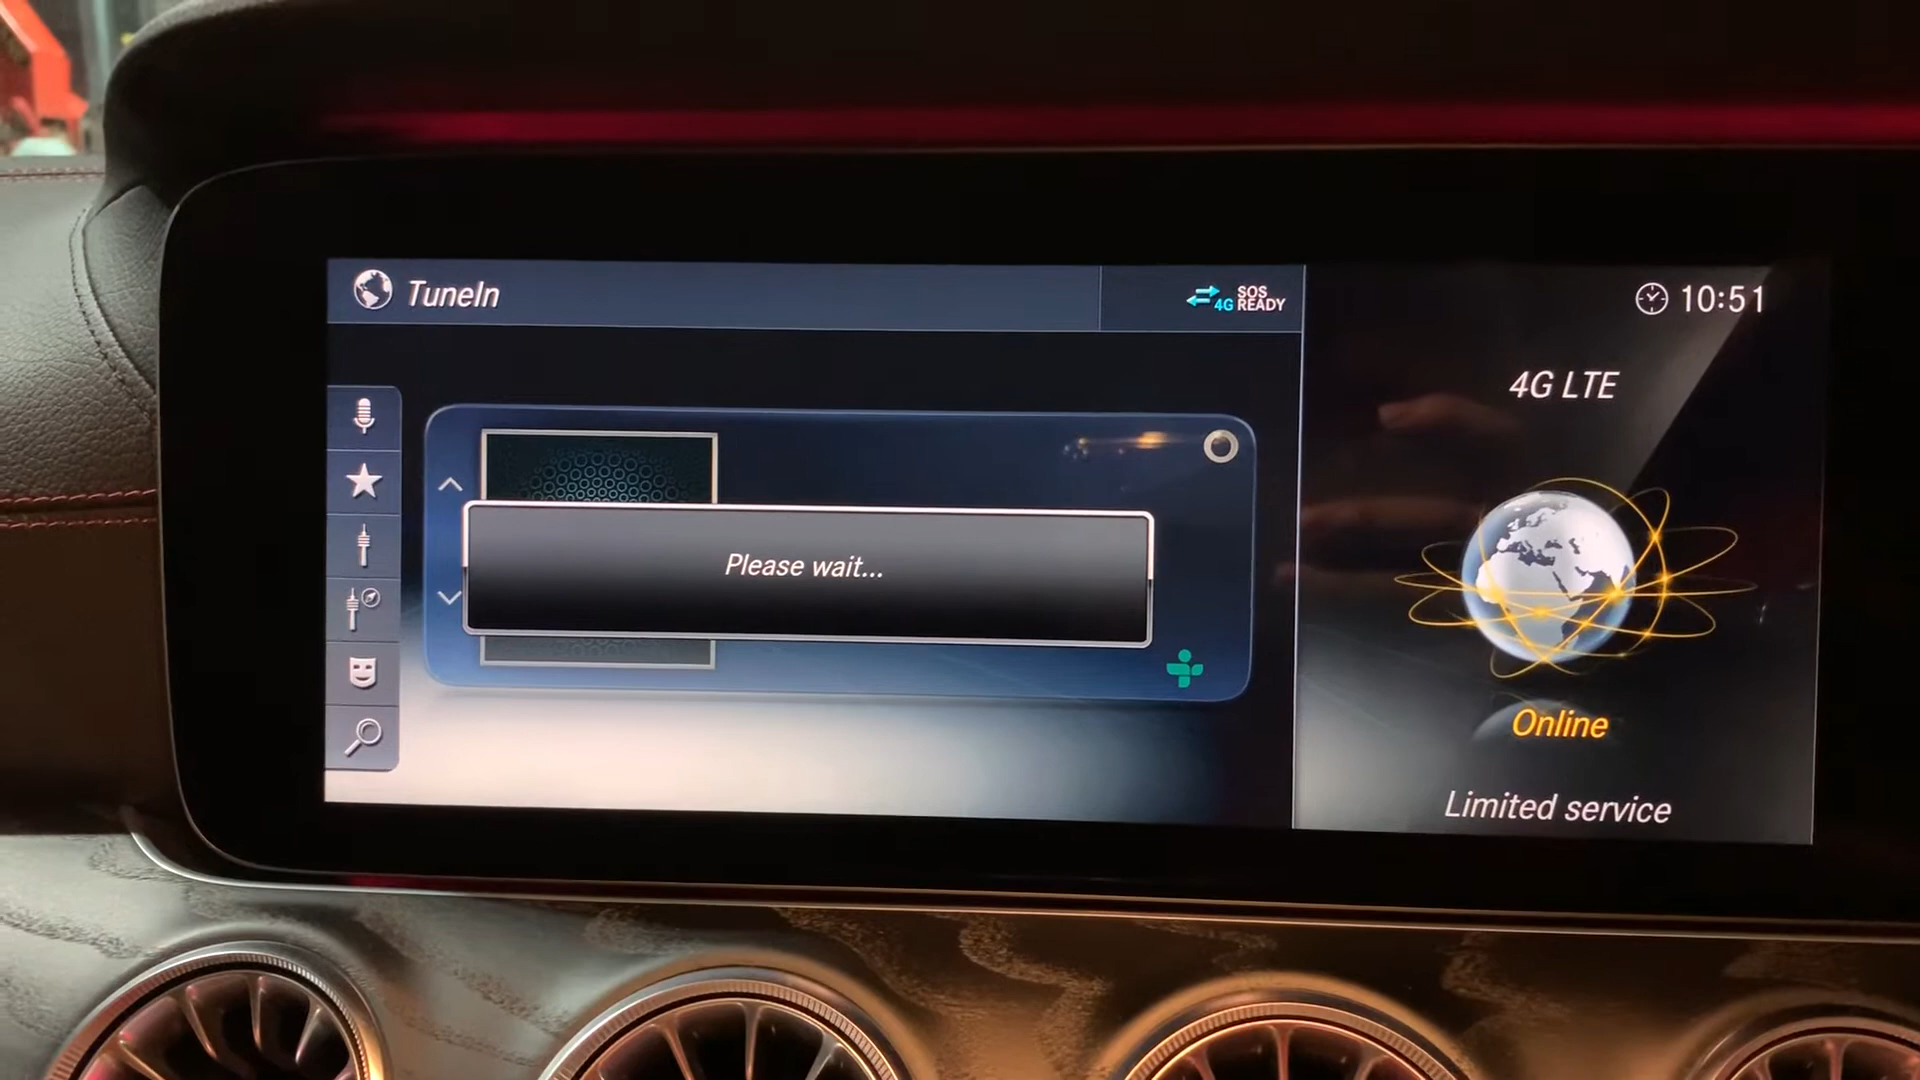 TuneIn
4G
SOS
READY
10:51
4G LTE
Please wait...
Online
Limited service